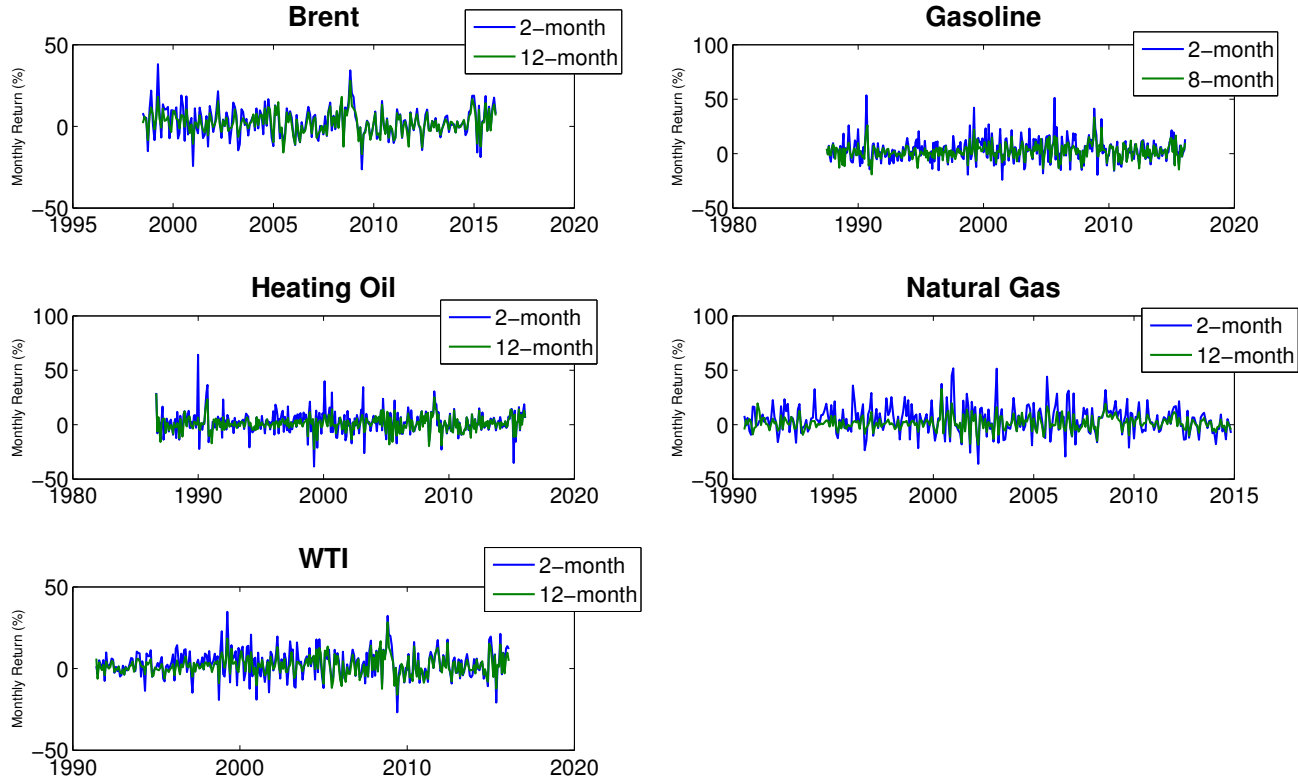 Brent
2−month
12−month
Monthly Return (%)
50
0
−50
1995
2000
2005
2010
2015
2020
Gasoline
2−month
8−month
Monthly Return (%)
100
50
0
−50
1980
1990
2000
2010
2020
Heating Oil
2−month
12−month
Monthly Return (%)
100
50
0
−50
1980
1990
2000
2010
2020
Natural Gas
2−month
12−month
Monthly Return (%)
100
50
0
−50
1990
1995
2000
2005
2010
2015
WTI
2−month
12−month
Monthly Return (%)
50
0
−50
1990
2000
2010
2020